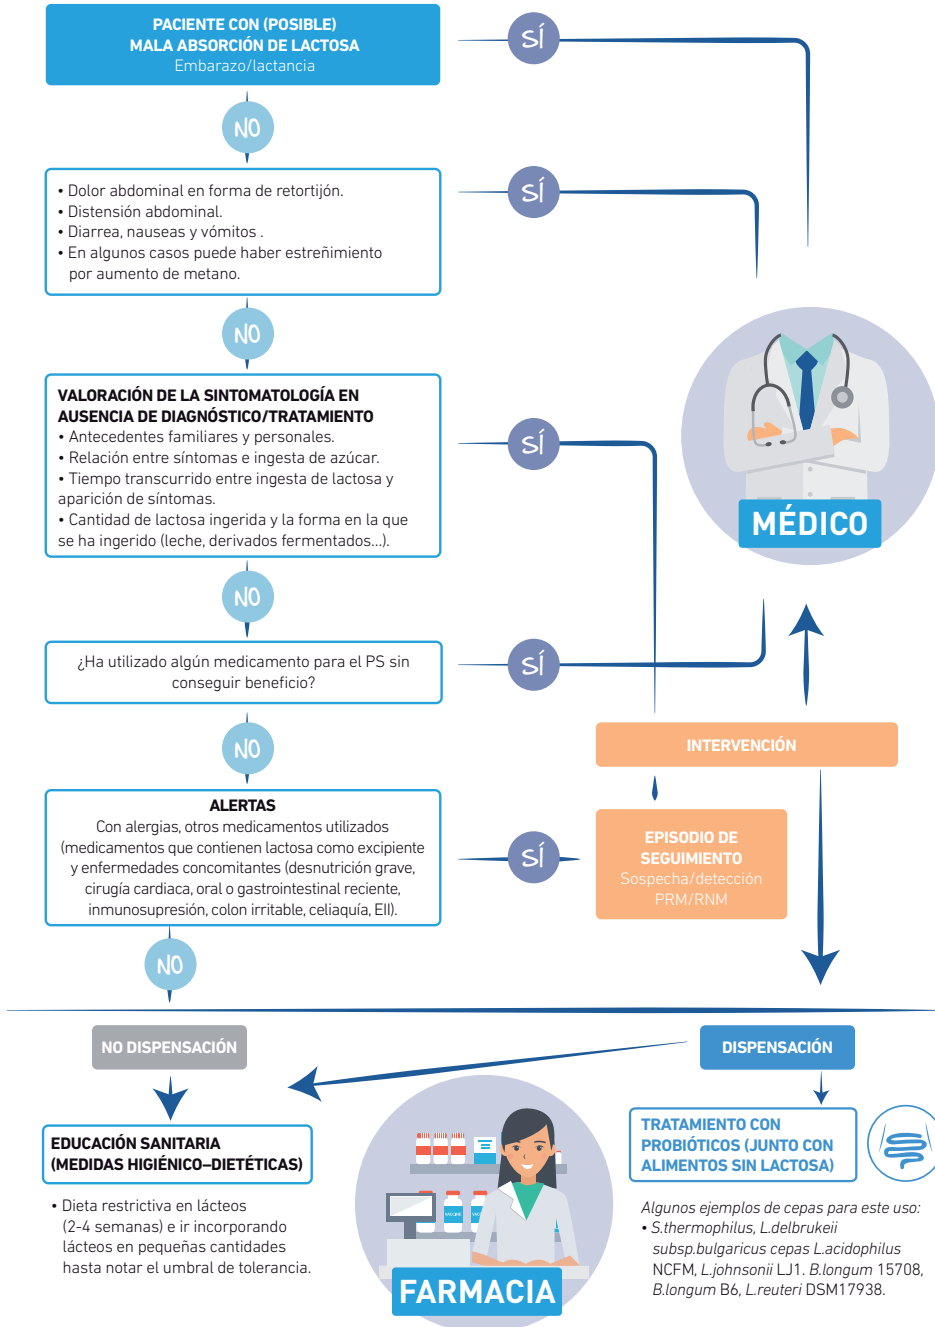 PACIENTE CON (POSIBLE)
MALA ABSORCIÓN DE LACTOSA
Embarazo/lactancia
SÍ
NO
• Dolor abdominal en forma de retortijón.
• Distensión abdominal.
• Diarrea, nauseas y vómitos .
• En algunos casos puede haber estreñimiento
por aumento de metano.
SÍ
NO
VALORACIÓN DE LA SINTOMATOLOGÍA EN
AUSENCIA DE DIAGNÓSTICO/TRATAMIENTO
• Antecedentes familiares y personales.
• Relación entre síntomas e ingesta de azúcar.
• Tiempo transcurrido entre ingesta de lactosa y
aparición de síntomas.
• Cantidad de lactosa ingerida y la forma en la que
se ha ingerido (leche, derivados fermentados...).
SÍ
MÉDICO
NO
¿Ha utilizado algún medicamento para el PS sin
conseguir beneficio?
SÍ
NO
INTERVENCIÓN
ALERTAS
Con alergias, otros medicamentos utilizados
(medicamentos que contienen lactosa como excipiente
y enfermedades concomitantes (desnutrición grave,
cirugía cardiaca, oral o gastrointestinal reciente,
inmunosupresión, colon irritable, celiaquía, EII).
SÍ
EPISODIO DE
SEGUIMIENTO
Sospecha/detección
PRM/RNM
NO
NO DISPENSACIÓN
DISPENSACIÓN
EDUCACIÓN SANITARIA
(MEDIDAS HIGIÉNICO–DIETÉTICAS)
• Dieta restrictiva en lácteos
(2-4 semanas) e ir incorporando
lácteos en pequeñas cantidades
hasta notar el umbral de tolerancia.
VACCINE
FARMACIA
TRATAMIENTO CON
PROBIÓTICOS (JUNTO CON
ALIMENTOS SIN LACTOSA)
Algunos ejemplos de cepas para este uso:
• S.thermophilus, L.delbrukeii
subsp.bulgaricus cepas L.acidophilus
NCFM, L.johnsonii LJ1. B.longum 15708,
B.longum B6, L.reuteri DSM17938.